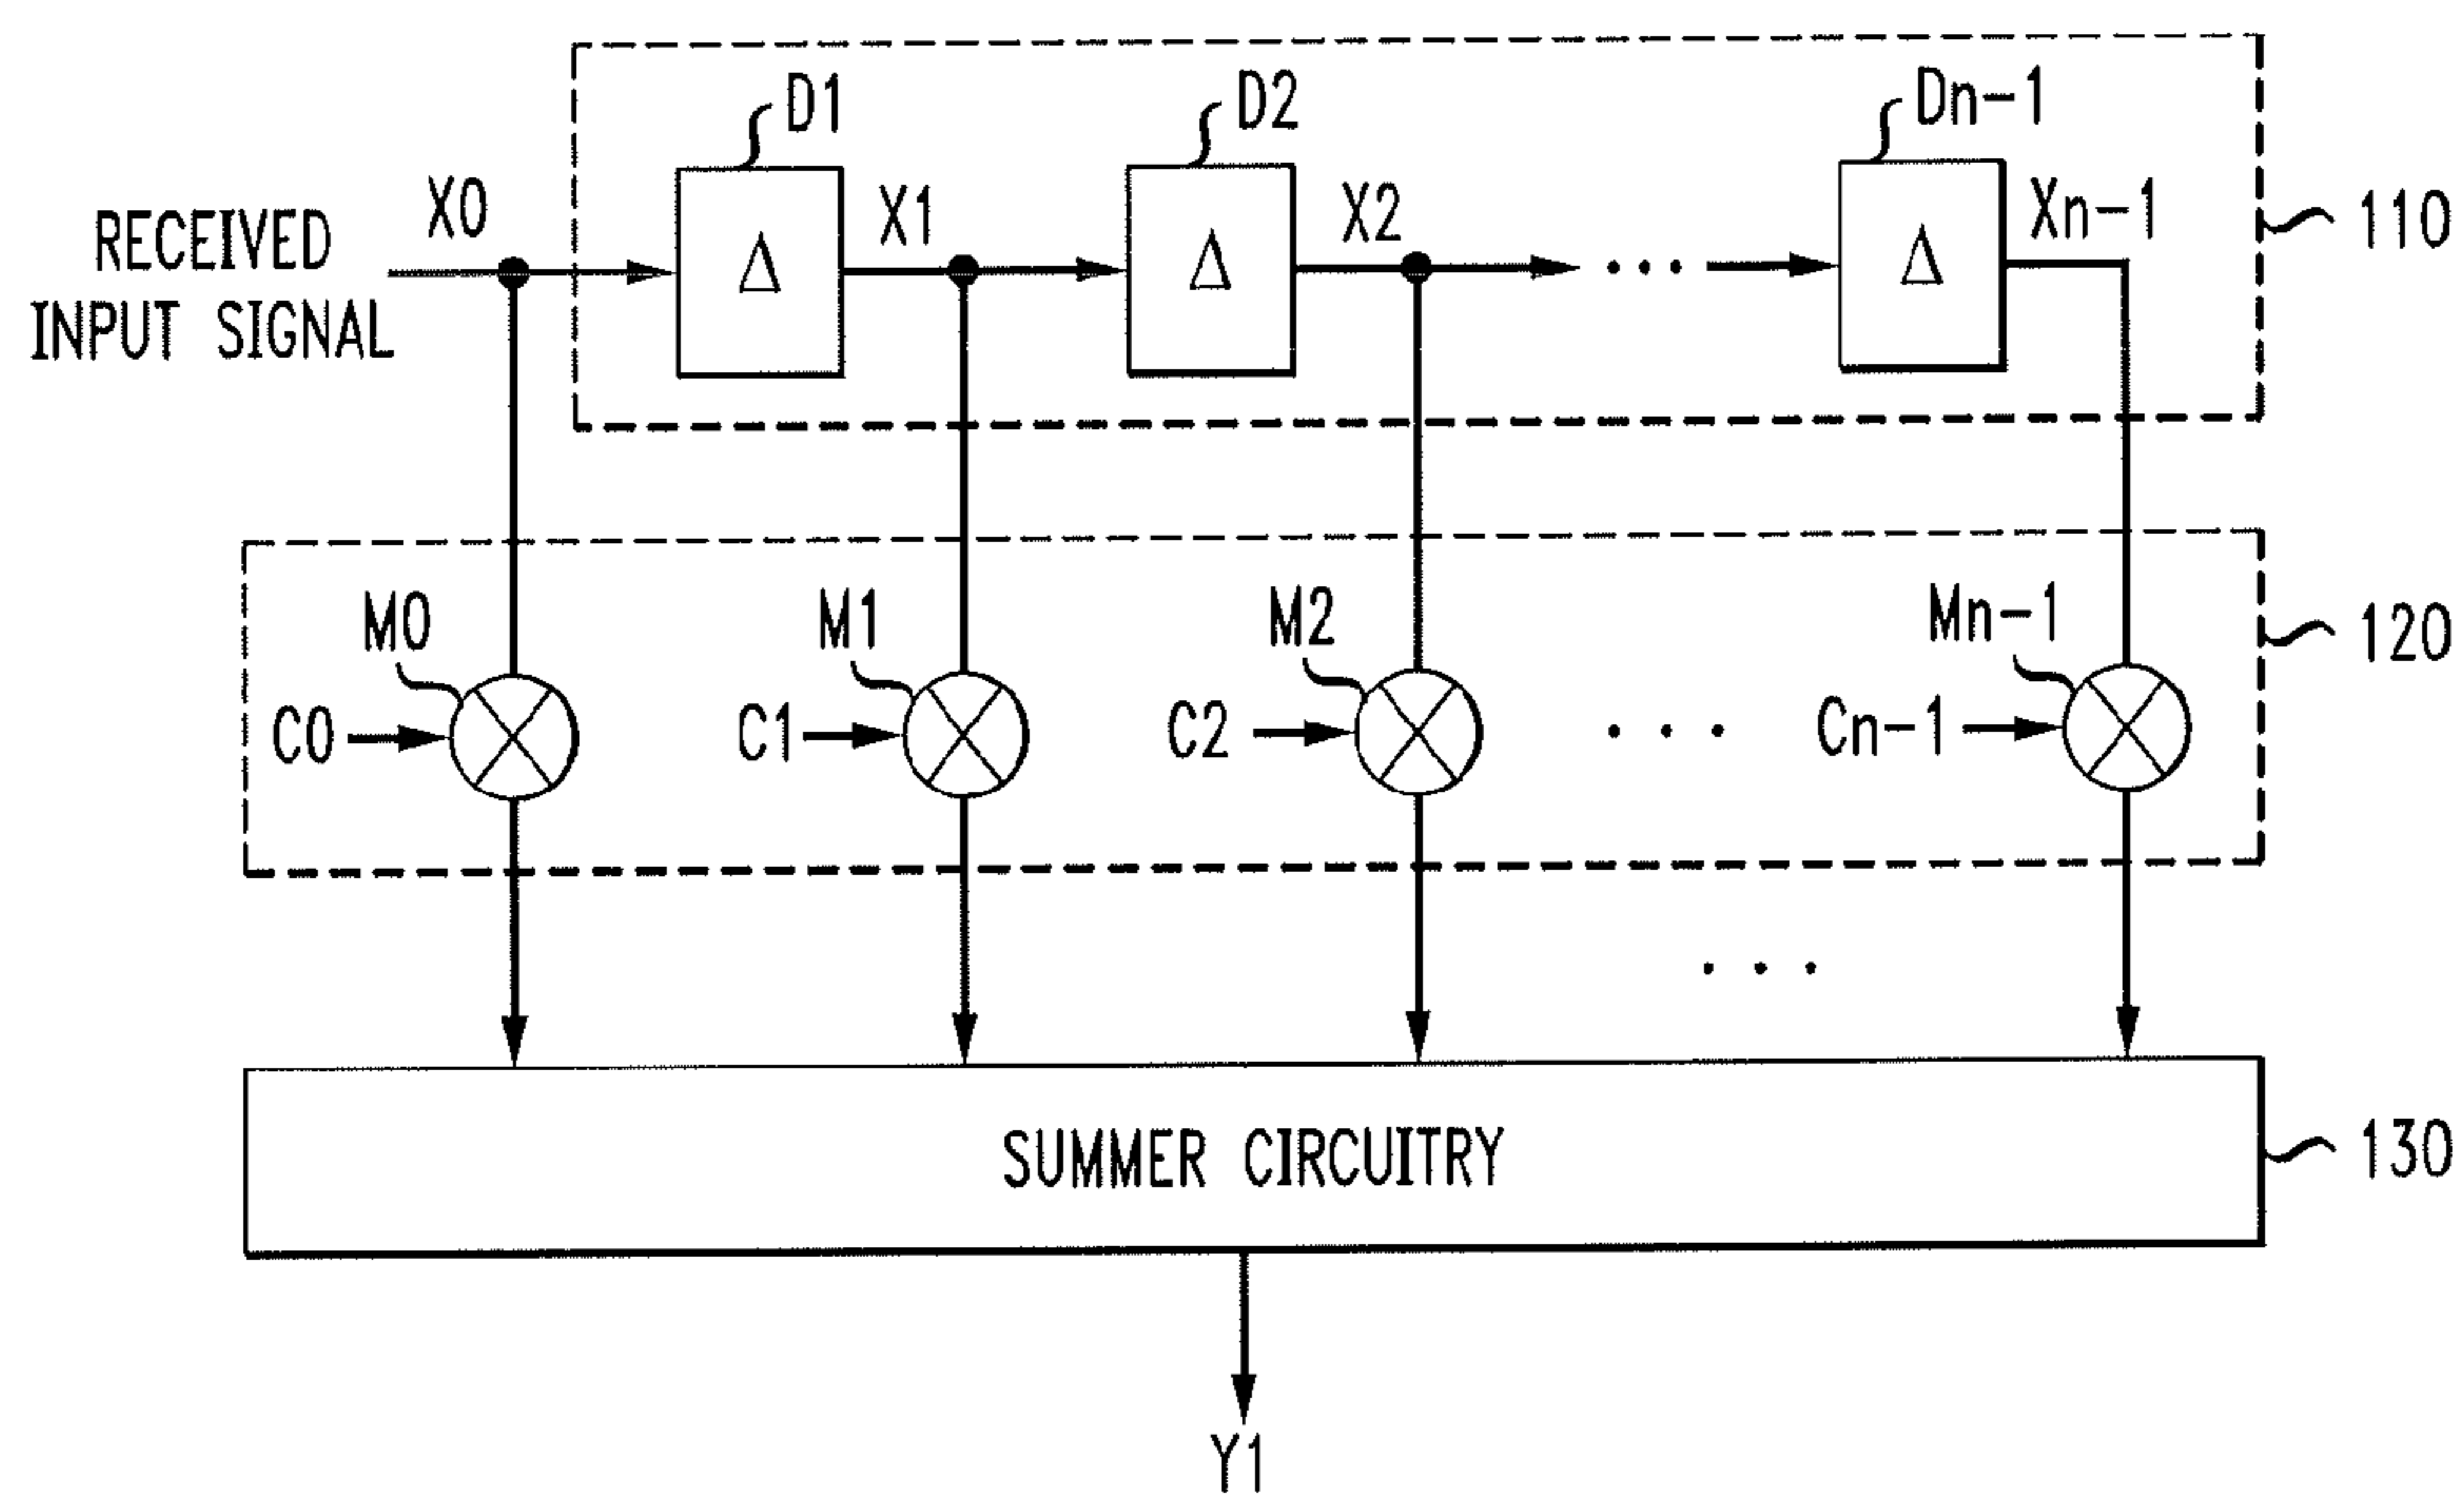 D1
D2
Dn-1
RECEIVED
INPUT SIGNAL
X0
Δ
X1
Δ
X2
...
Δ
Xn-1
110
M0
M1
M2
Mn-1
120
C0
C1
C2
...
Cn-1
...
SUMMER CIRCUITRY
130
Y1